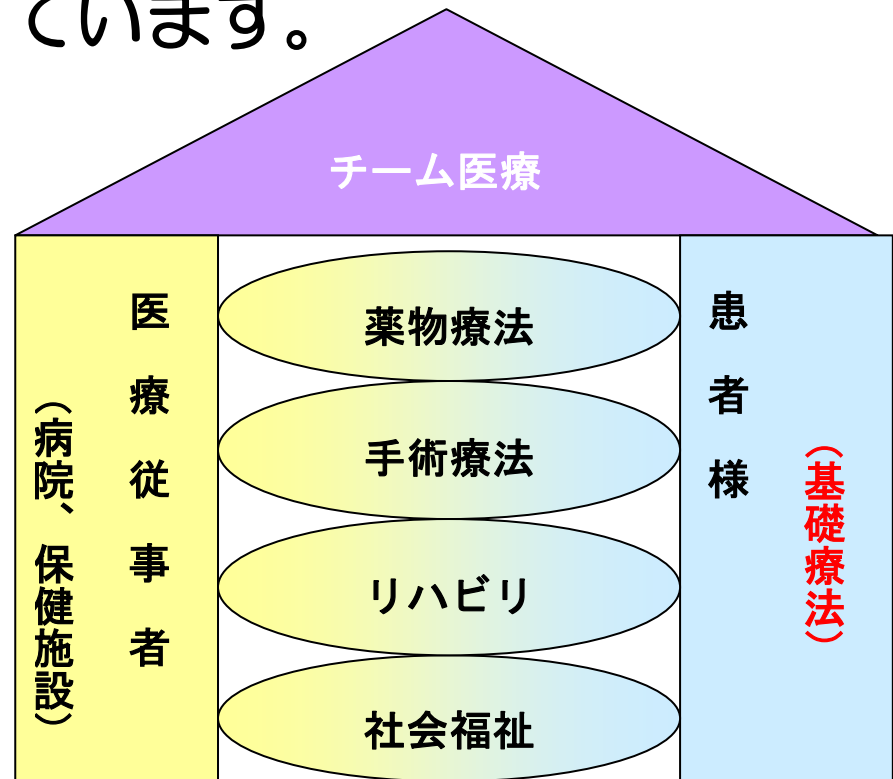 ています。
チーム医療
医療従事者
（病院、保健施設）
薬物療法
手術療法
リハビリ
社会福祉
患者様
（基礎療法）